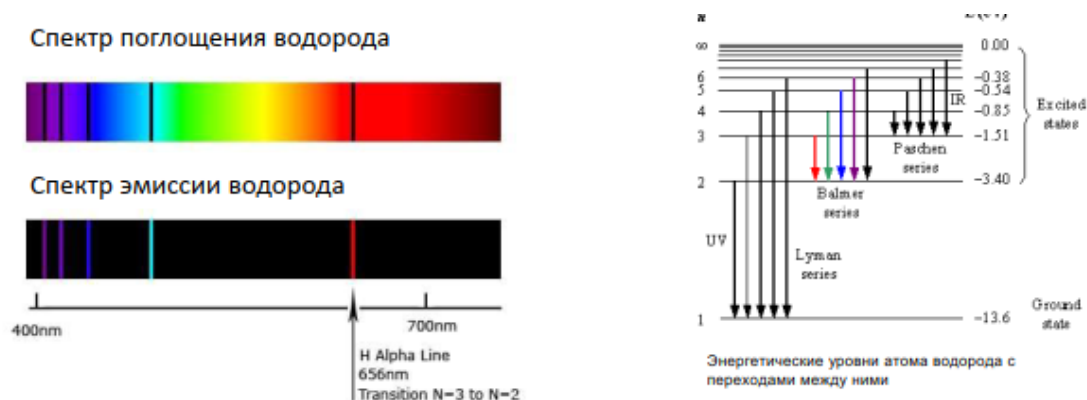 Спектр поглощения водорода
Спектр эмиссии водорода
400nm
700nm
H Alpha Line
656nm
Transition N=3 to N=2
n
E(eV)
∞ 0.00
6 -0.38
5 -0.54
IR
4 -0.85
3 -1.51
Excited
states
Paschen
series
2 -3.40
Balmer
series
UV
Lyman
series
1 -13.6
Ground
state
Энергетические уровни атома водорода с
переходами между ними